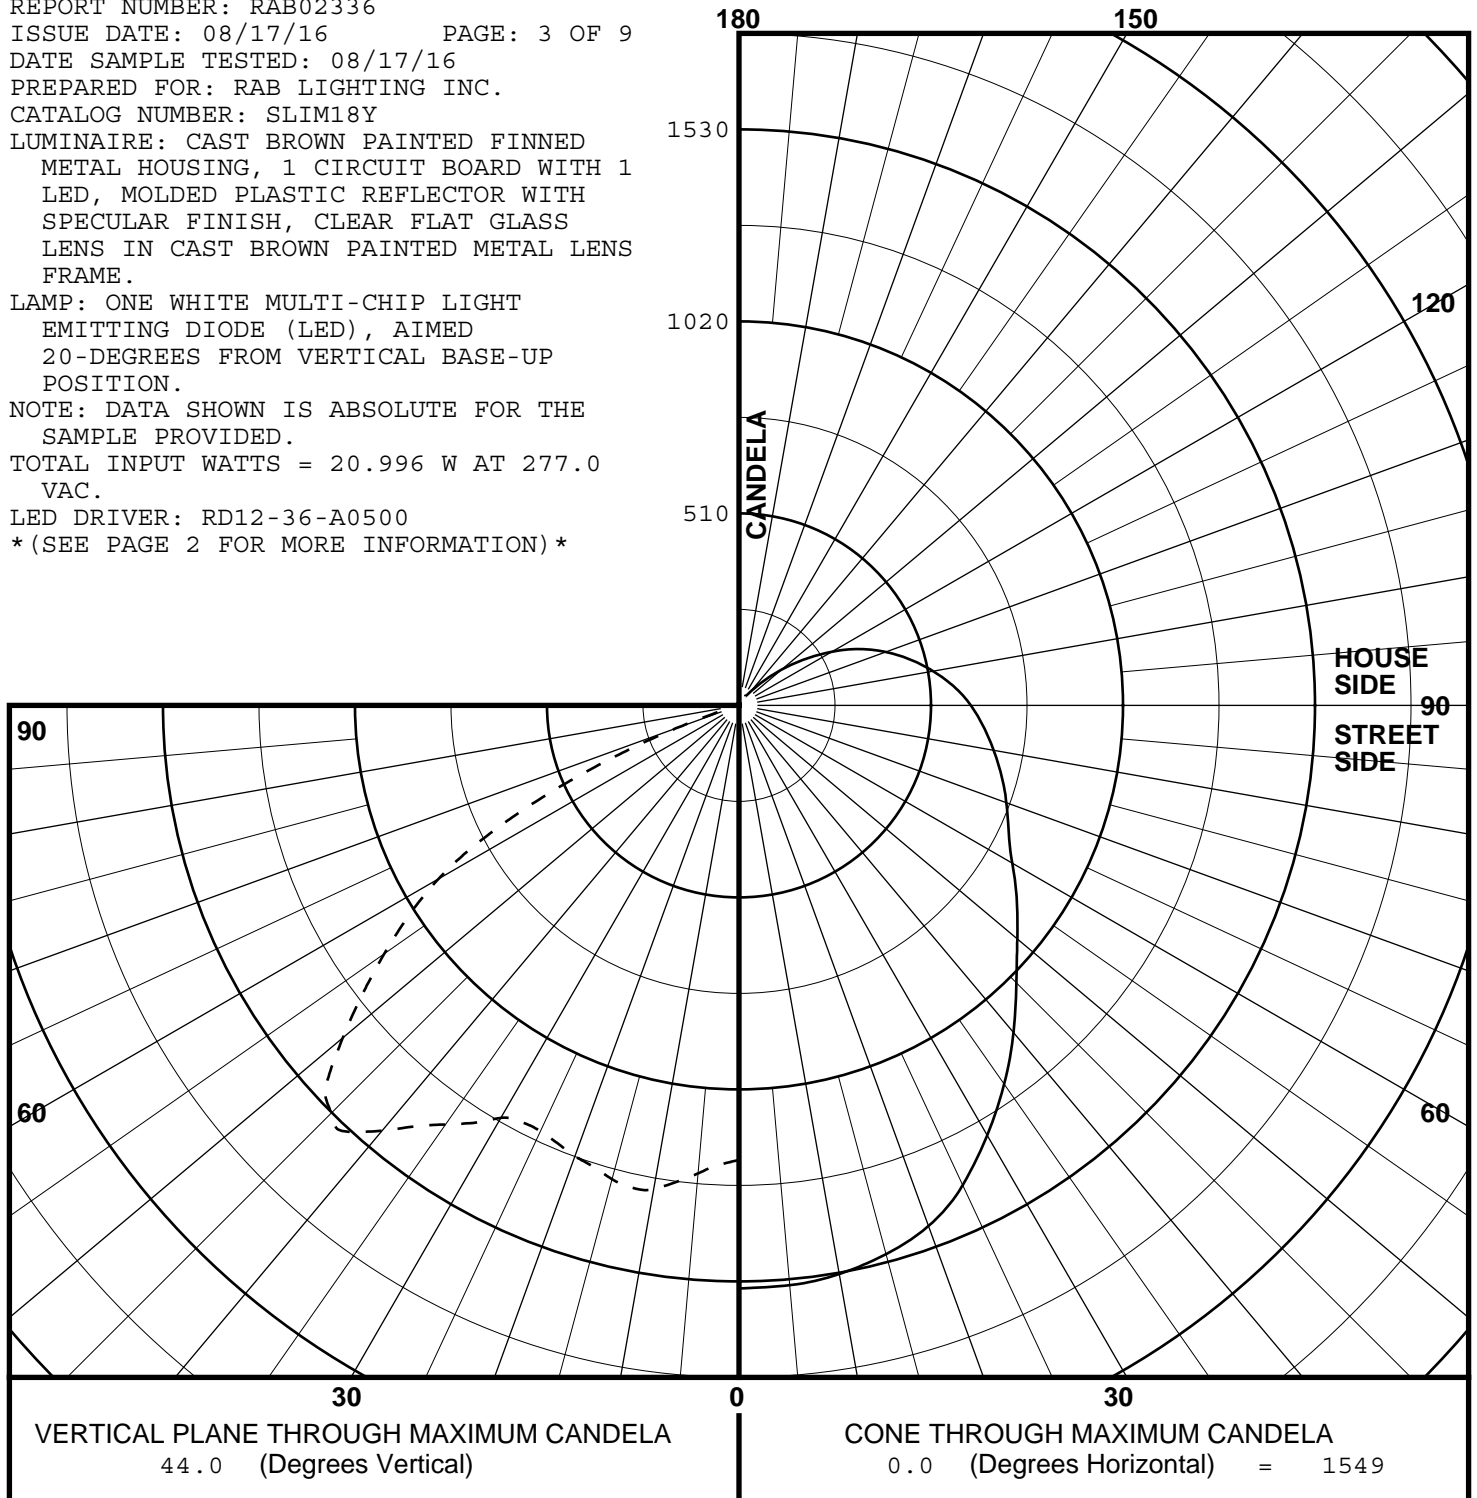 REPORT NUMBER: RAB02336
ISSUE DATE: 08/17/16 PAGE: 3 OF 9
DATE SAMPLE TESTED: 08/17/16
PREPARED FOR: RAB LIGHTING INC.
CATALOG NUMBER: SLIM18Y
LUMINAIRE: CAST BROWN PAINTED FINNED
METAL HOUSING, 1 CIRCUIT BOARD WITH 1
LED, MOLDED PLASTIC REFLECTOR WITH
SPECULAR FINISH, CLEAR FLAT GLASS
LENS IN CAST BROWN PAINTED METAL LENS
FRAME.
LAMP: ONE WHITE MULTI-CHIP LIGHT
EMITTING DIODE (LED), AIMED
20-DEGREES FROM VERTICAL BASE-UP
POSITION.
NOTE: DATA SHOWN IS ABSOLUTE FOR THE
SAMPLE PROVIDED.
TOTAL INPUT WATTS = 20.996 W AT 277.0
VAC.
LED DRIVER: RD12-36-A0500
*(SEE PAGE 2 FOR MORE INFORMATION)*
180
150
1530
120
1020
CANDELA
510
HOUSE
SIDE
90
90
STREET
SIDE
60
60
30
0
30
VERTICAL PLANE THROUGH MAXIMUM CANDELA
44.0 (Degrees Vertical)
CONE THROUGH MAXIMUM CANDELA
0.0 (Degrees Horizontal) = 1549